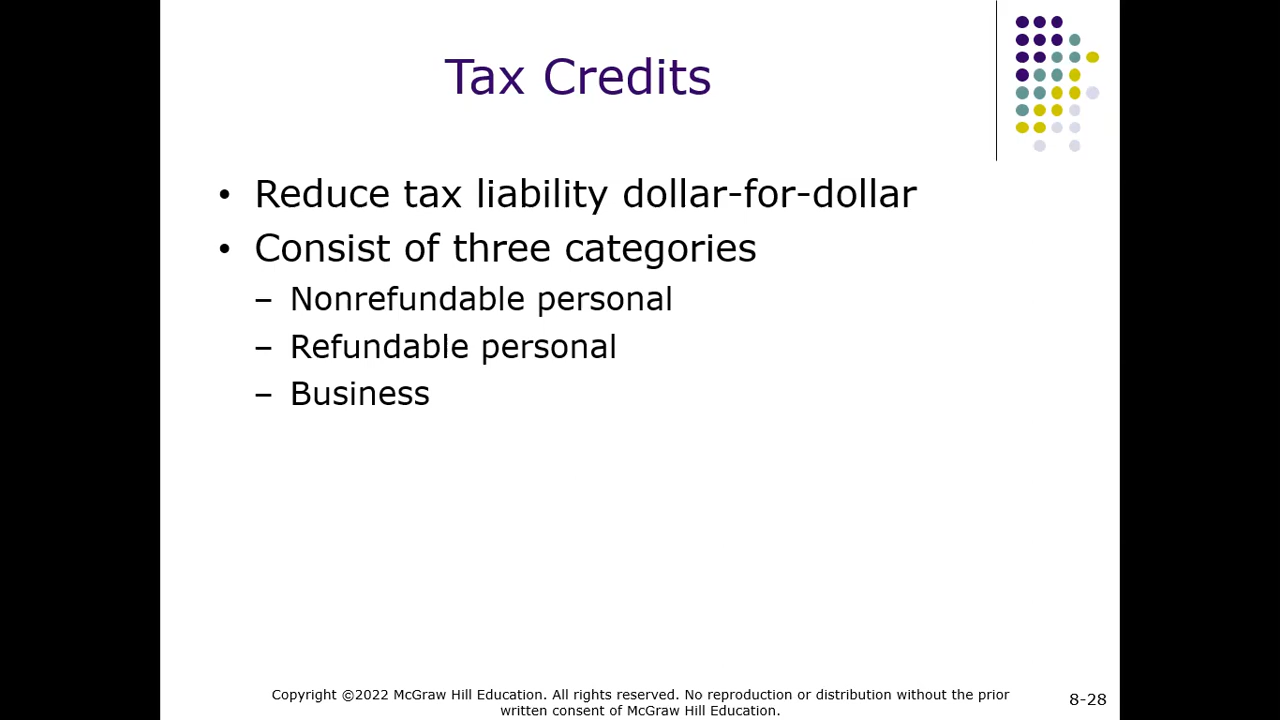 Tax Credits
• Reduce tax liability dollar-for-dollar
• Consist of three categories
– Nonrefundable personal
– Refundable personal
– Business
Copyright ©2022 McGraw Hill Education. All rights reserved. No reproduction or distribution without the prior
written consent of McGraw Hill Education.
8-28